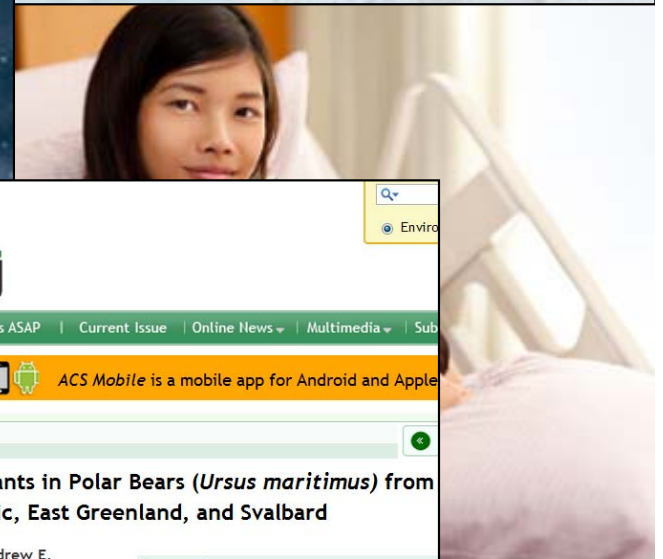 Enviro
s ASAP | Current Issue | Online News | Multimedia | Sub
ACS Mobile is a mobile app for Android and Apple
ants in Polar Bears (Ursus maritimus) from
ic, East Greenland, and Svalbard
drew E.